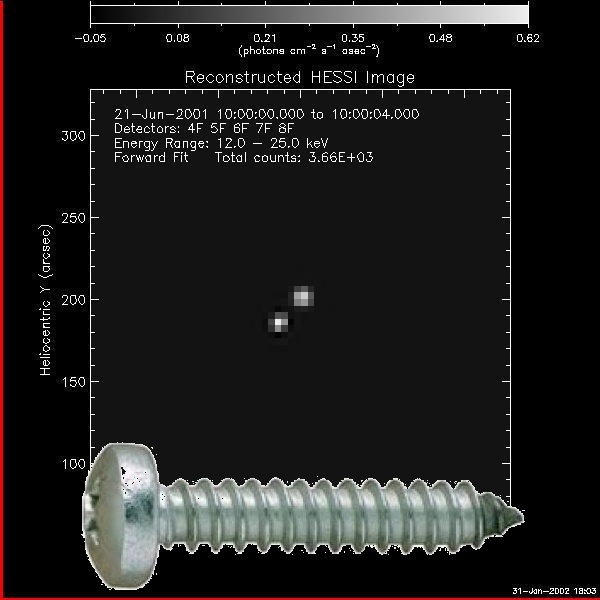 −0.05 0.08 0.21 0.35 0.48 0.62
(photons cm⁻² s⁻¹ asec⁻²)
Reconstructed HESSI Image
21−Jun−2001 10:00:00.000 to 10:00:04.000
Detectors: 4F 5F 6F 7F 8F
Energy Range: 12.0 − 25.0 keV
Forward Fit Total counts: 3.66E+03
300
250
200
150
100
Heliocentric Y (arcsec)
31−Jan−2002 18:03